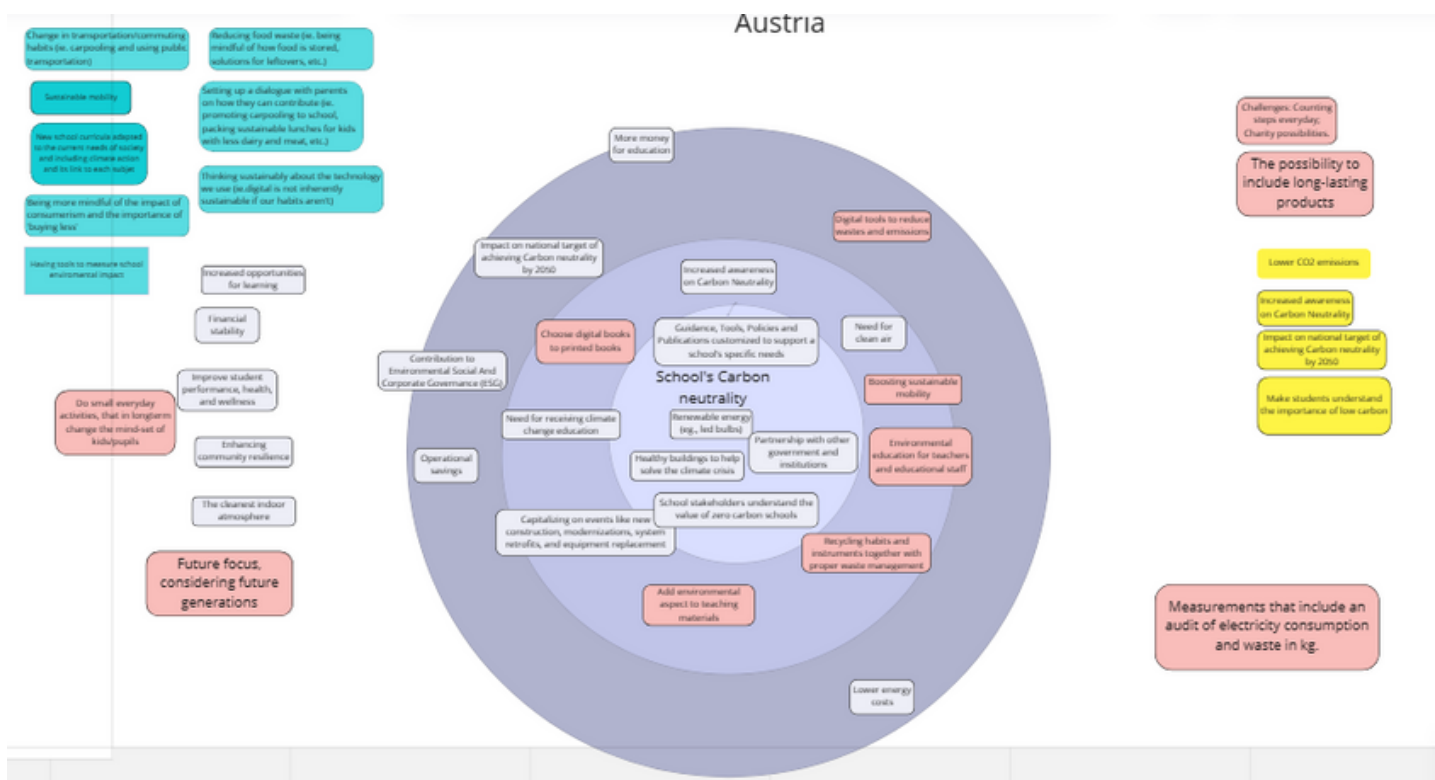 Austria
Change in transportation/commuting
habits (ie. carpooling and using public
transportation)
Reducing food waste (ie. being
mindful of how food is stored,
solutions for leftovers, etc.)
Sustainable mobility
Setting up a dialogue with parents
on how they can contribute (ie.
promoting carpooling to school,
packing sustainable lunches for kids
with less dairy and meat, etc.)
New school curricula adapted
to the current needs of society
and including climate action
and its link to each subjet
Thinking sustainably about the technology
we use (ie.digital is not inherently
sustainable if our habits aren't)
Being more mindful of the impact of
consumerism and the importance of
'buying less'
Having tools to measure school
enviromental impact
Increased opportunities
for learning
Financial
stability
Improve student
performance, health,
and wellness
Do small everyday
activities, that in longterm
change the mind-set of
kids/pupils
Enhancing
community resilience
The cleanest indoor
atmosphere
Future focus,
considering future
generations
More money
for education
Digital tools to reduce
wastes and emissions
Impact on national target of
achieving Carbon neutrality
by 2050
Increased awareness
on Carbon Neutrality
Choose digital books
to printed books
Guidance, Tools, Policies and
Publications customized to support a
school's specific needs
Need for
clean air
Contribution to
Environmental Social And
Corporate Governance (ESG)
School's Carbon
neutrality
Boosting sustainable
mobility
Need for receiving climate
change education
Renewable energy
(eg., led bulbs)
Partnership with other
government and
institutions
Environmental
education for teachers
and educational staff
Operational
savings
Healthy buildings to help
solve the climate crisis
School stakeholders understand the
value of zero carbon schools
Capitalizing on events like new
construction, modernizations, system
retrofits, and equipment replacement
Recycling habits and
instruments together with
proper waste management
Add environmental
aspect to teaching
materials
Lower energy
costs
Challenges: Counting
steps everyday;
Charity possibilities.
The possibility to
include long-lasting
products
Lower CO2 emissions
Increased awareness
on Carbon Neutrality
Impact on national target of
achieving Carbon neutrality
by 2050
Make students understand
the importance of low carbon
Measurements that include an
audit of electricity consumption
and waste in kg.